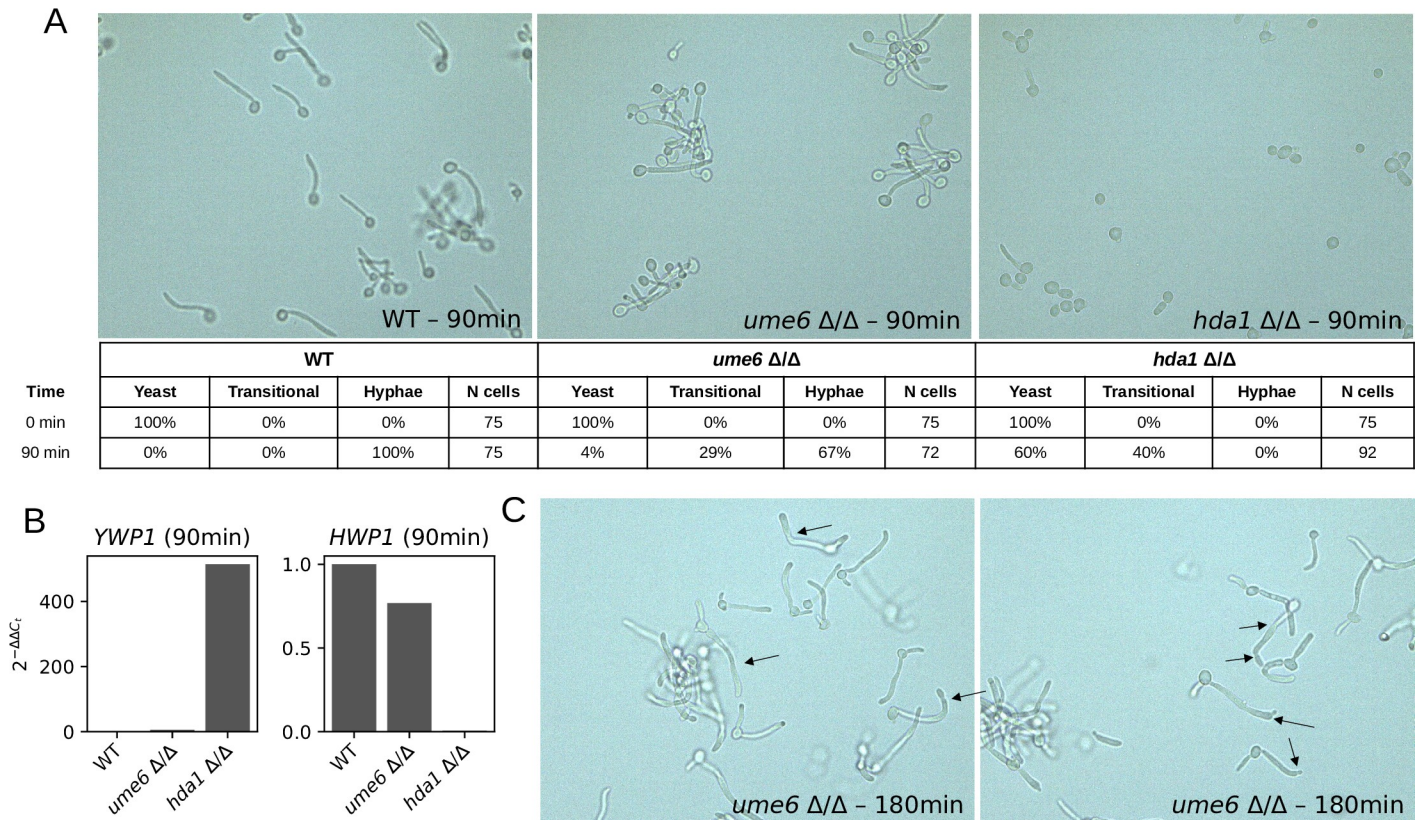 A
WT – 90min
ume6 Δ/Δ – 90min
hda1 Δ/Δ – 90min
WT ume6 Δ/Δ hda1 Δ/Δ
Time Yeast Transitional Hyphae N cells Yeast Transitional Hyphae N cells Yeast Transitional Hyphae N cells
0 min 100% 0% 0% 75 100% 0% 0% 75 100% 0% 0% 75
90 min 0% 0% 100% 75 4% 29% 67% 72 60% 40% 0% 92
B
YWP1 (90min)
2^−ΔΔCt
400
200
0
WT ume6 Δ/Δ hda1 Δ/Δ
HWP1 (90min)
1.0
0.5
0.0
WT ume6 Δ/Δ hda1 Δ/Δ
C
ume6 Δ/Δ – 180min
ume6 Δ/Δ – 180min